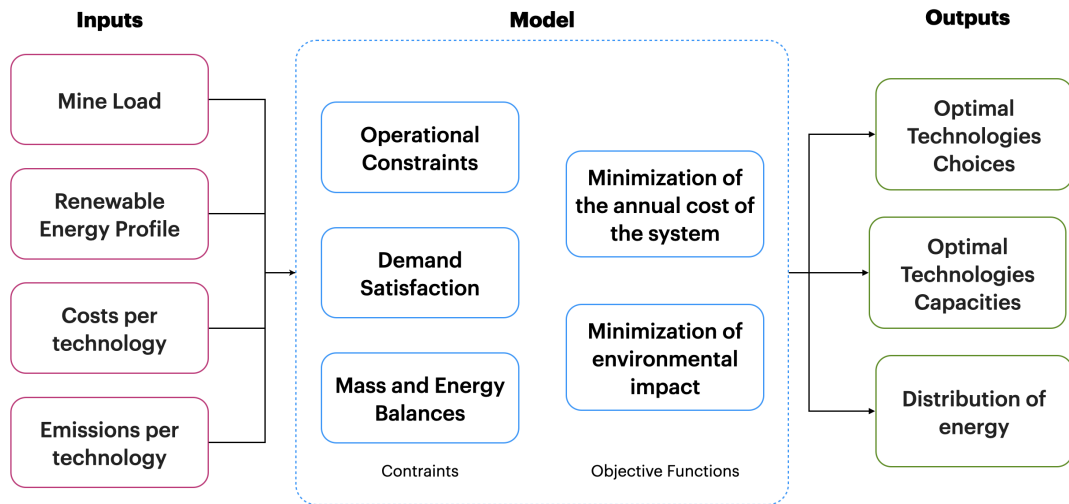 Inputs
Mine Load
Renewable
Energy Profile
Costs per
technology
Emissions per
technology
Model
Operational
Constraints
Demand
Satisfaction
Mass and Energy
Balances
Contraints
Minimization of
the annual cost of
the system
Minimization of
environmental
impact
Objective Functions
Outputs
Optimal
Technologies
Choices
Optimal
Technologies
Capacities
Distribution of
energy